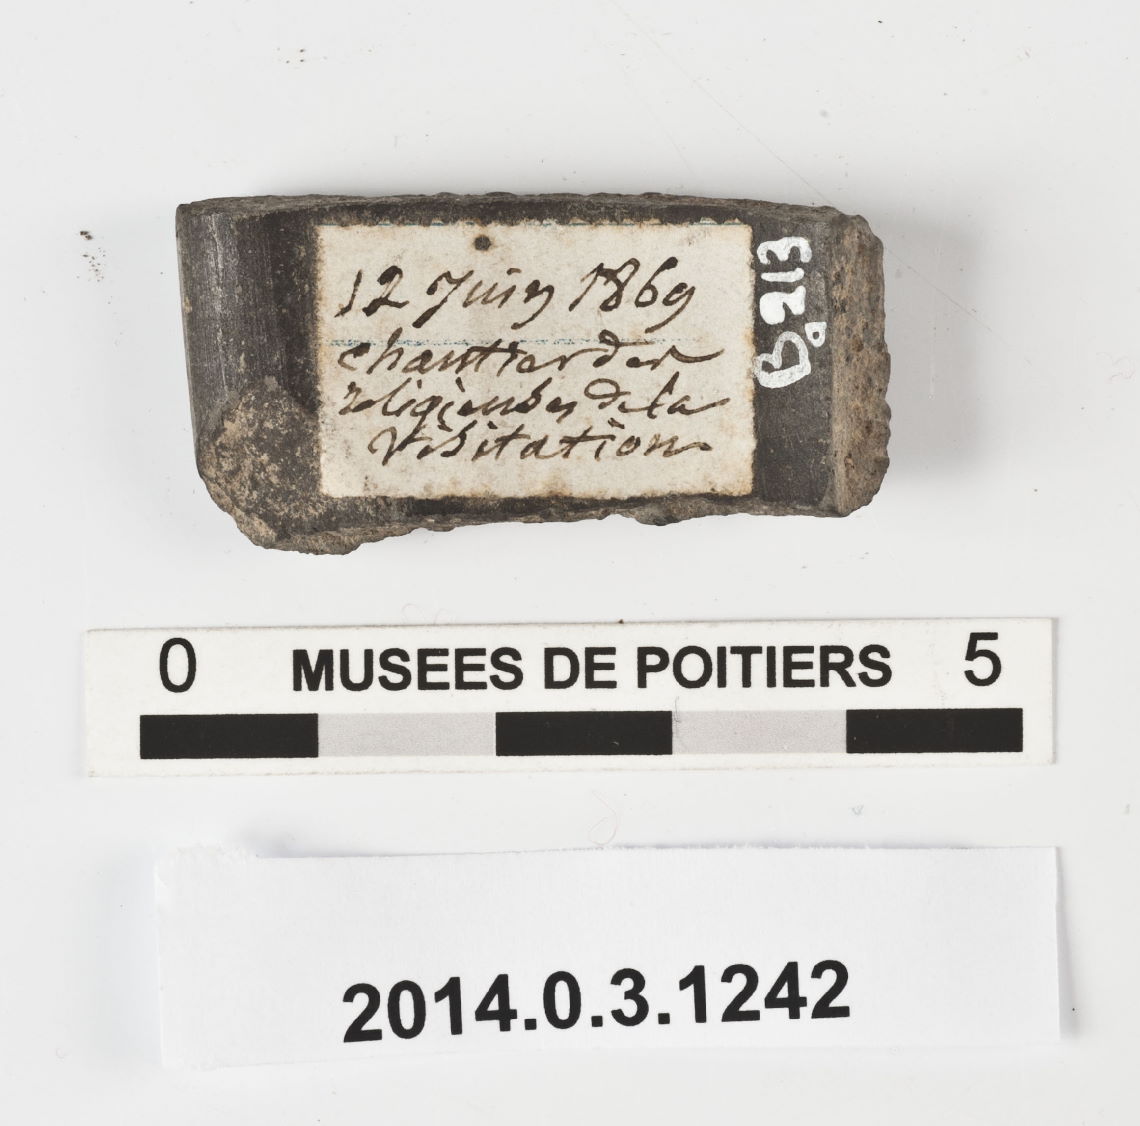 12 Juin 1869
chantier des
religieuses de la
Visitation
B.213
0 MUSEES DE POITIERS 5
2014.0.3.1242